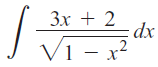 ∫ (3x + 2)/√(1 − x²) dx